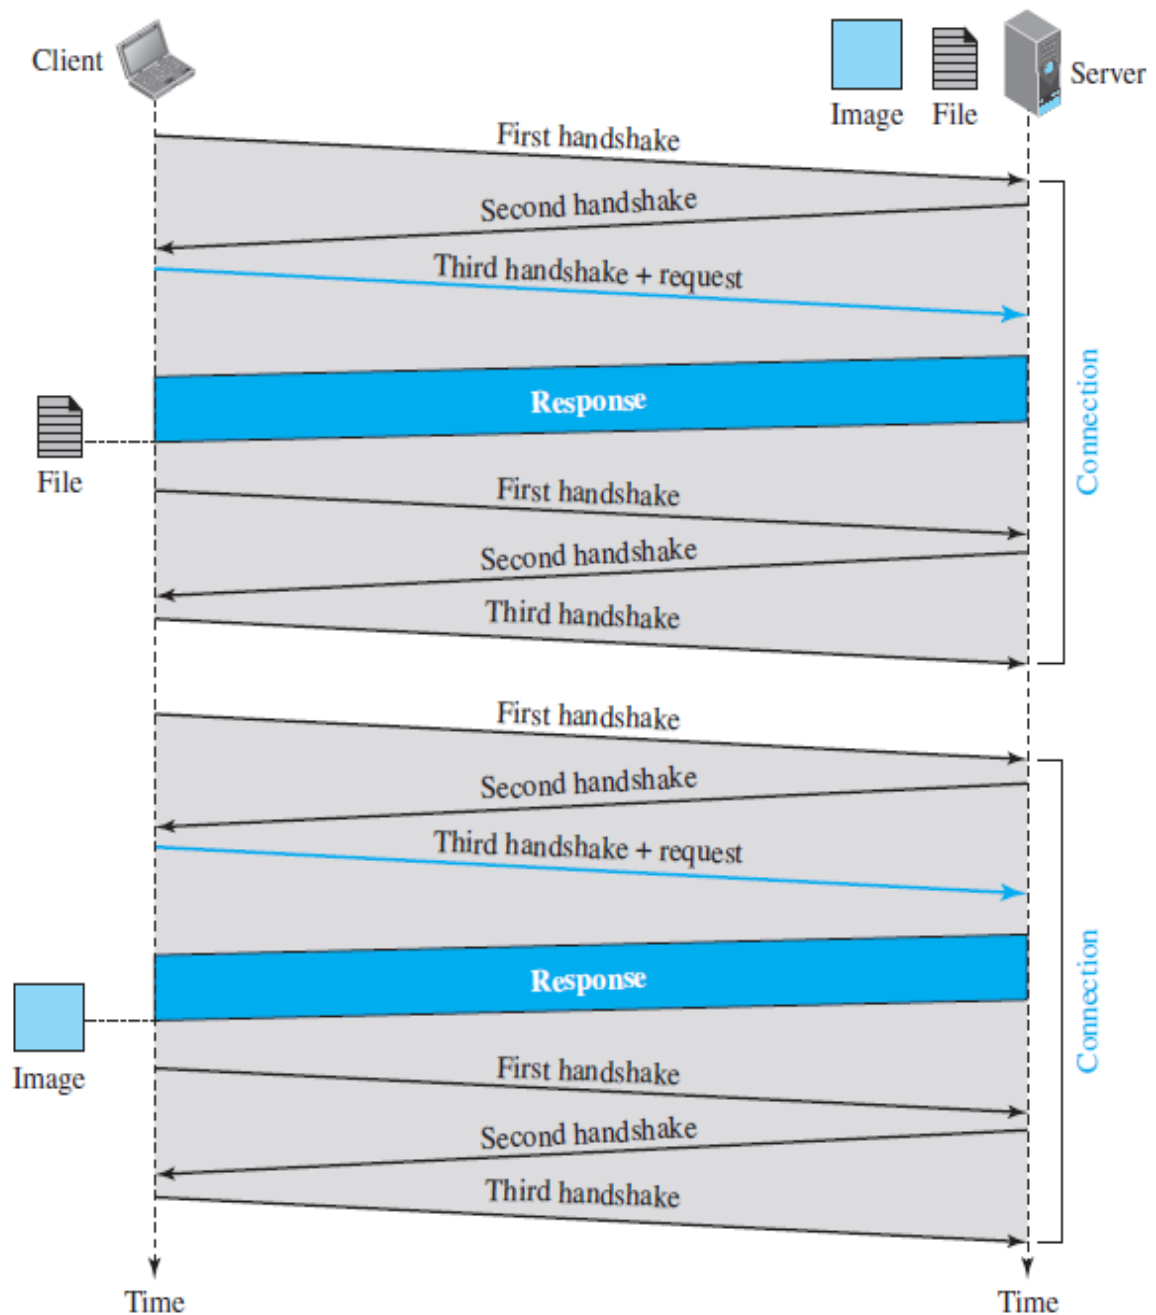 Client
Server
Image
File
First handshake
Second handshake
Third handshake + request
Response
Connection
File
First handshake
Second handshake
Third handshake
First handshake
Second handshake
Third handshake + request
Response
Connection
Image
First handshake
Second handshake
Third handshake
Time
Time